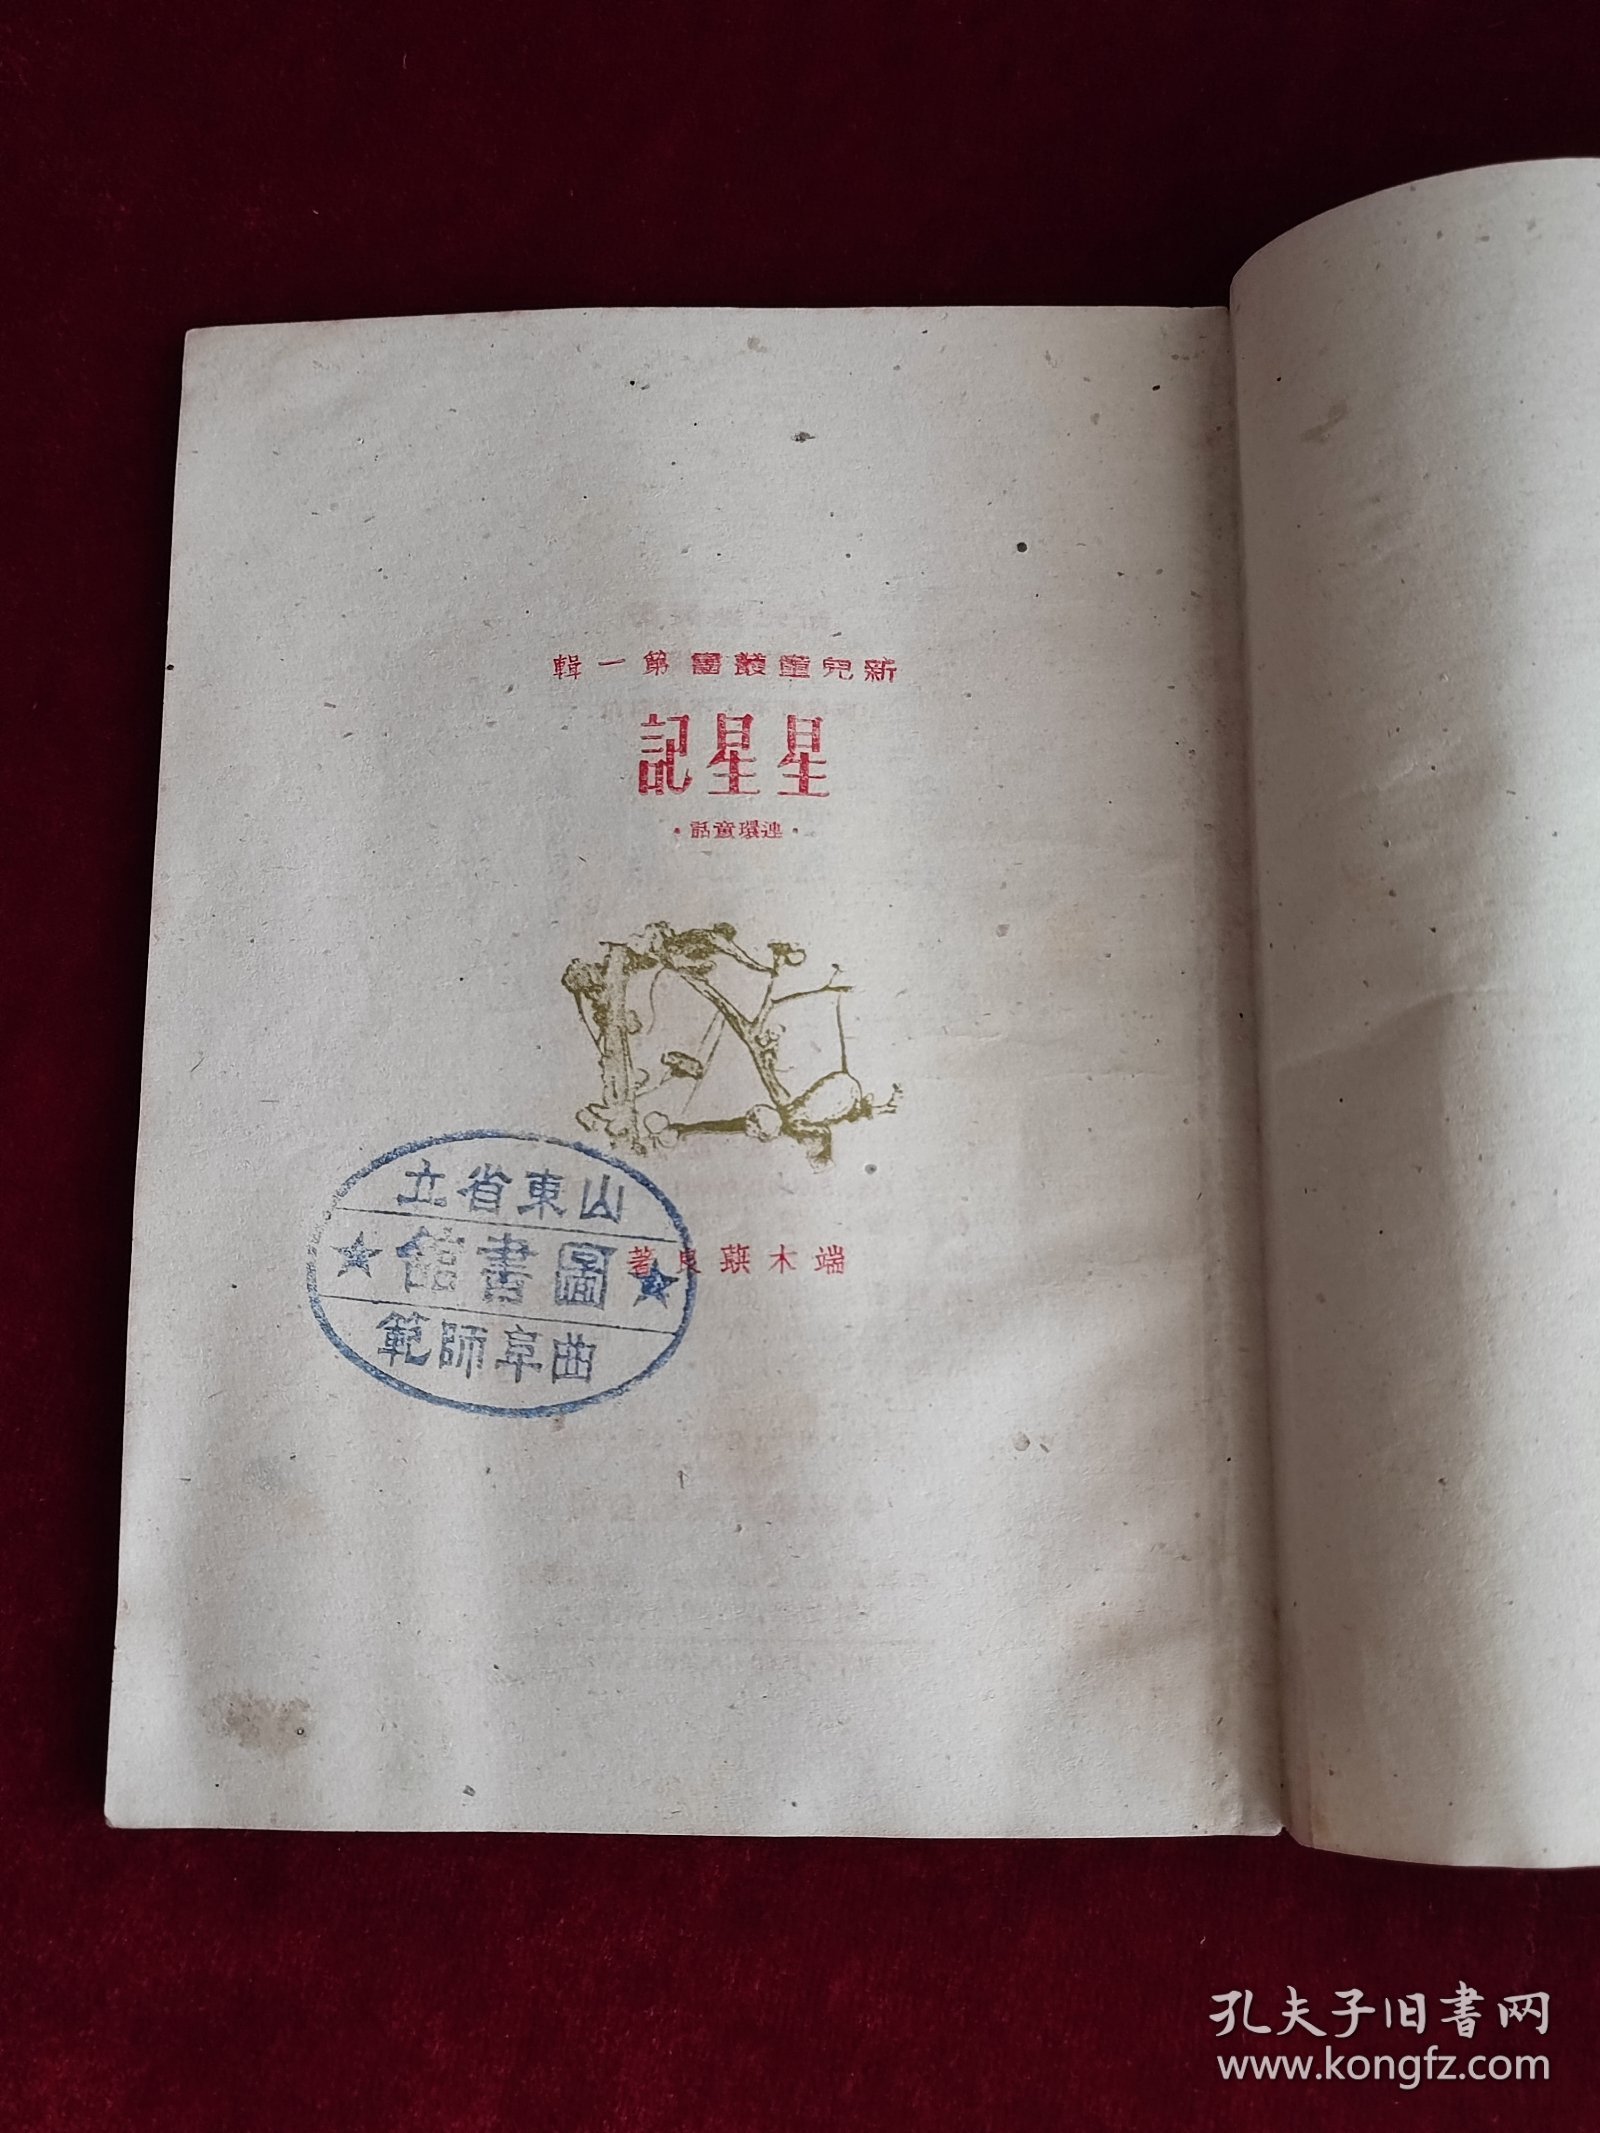 新兒童叢書第一輯
星星記
·連環童話·
端木蕻良著
山東省立
★圖書館★
曲阜師範
孔夫子旧书网
www.kongfz.com